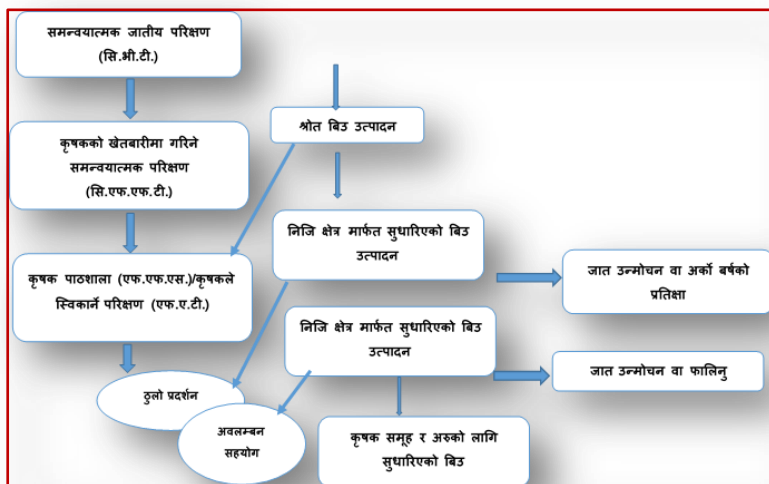 समन्वयात्मक जातीय परिक्षण
(सि.भी.टी.)
श्रोत बिउ उत्पादन
कृषकको खेतबारीमा गरिने
समन्वयात्मक परिक्षण
(सि.एफ.एफ.टी.)
निजि क्षेत्र मार्फत सुधारिएको बिउ
उत्पादन
कृषक पाठशाला (एफ.एफ.एस.)/कृषकले
स्विकार्ने परिक्षण (एफ.ए.टी.)
जात उन्मोचन वा अर्को बर्षको
प्रतिक्षा
निजि क्षेत्र मार्फत सुधारिएको बिउ
उत्पादन
जात उन्मोचन वा फालिनु
ठुलो प्रदर्शन
अवलम्बन
सहयोग
कृषक समूह र अरुको लागि
सुधारिएको बिउ